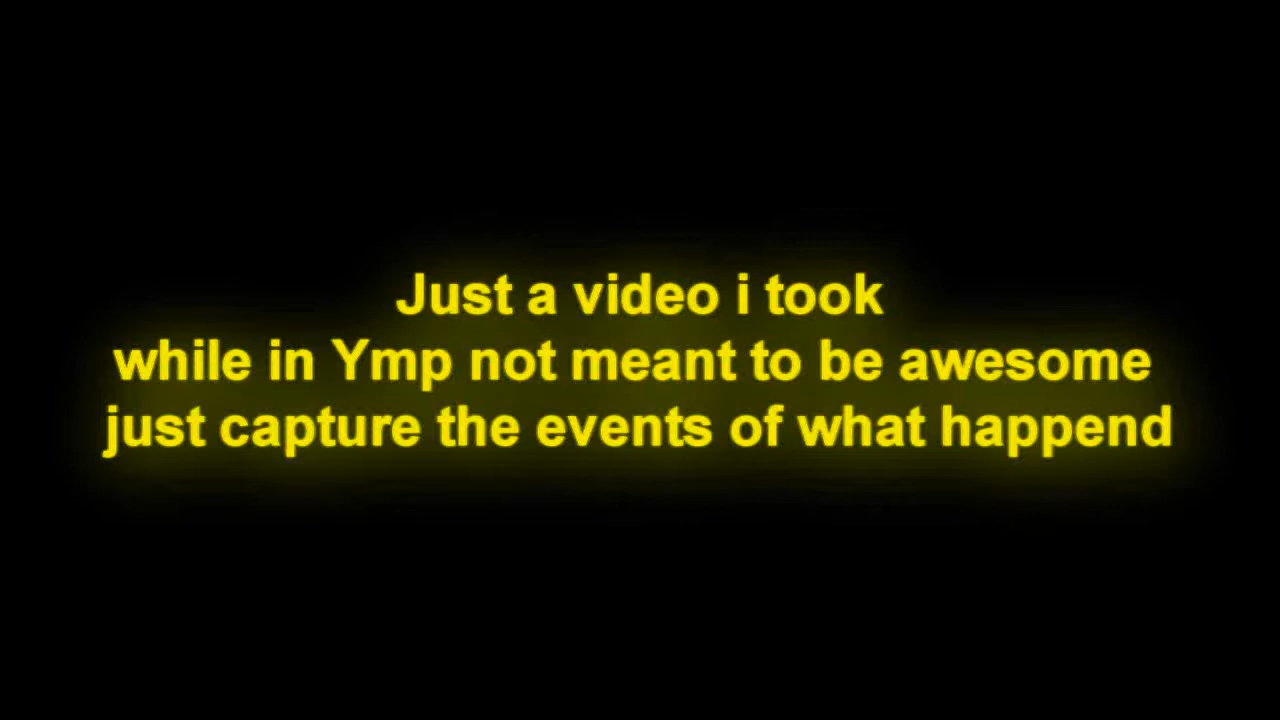 Just a video i took
while in Ymp not meant to be awesome
just capture the events of what happend